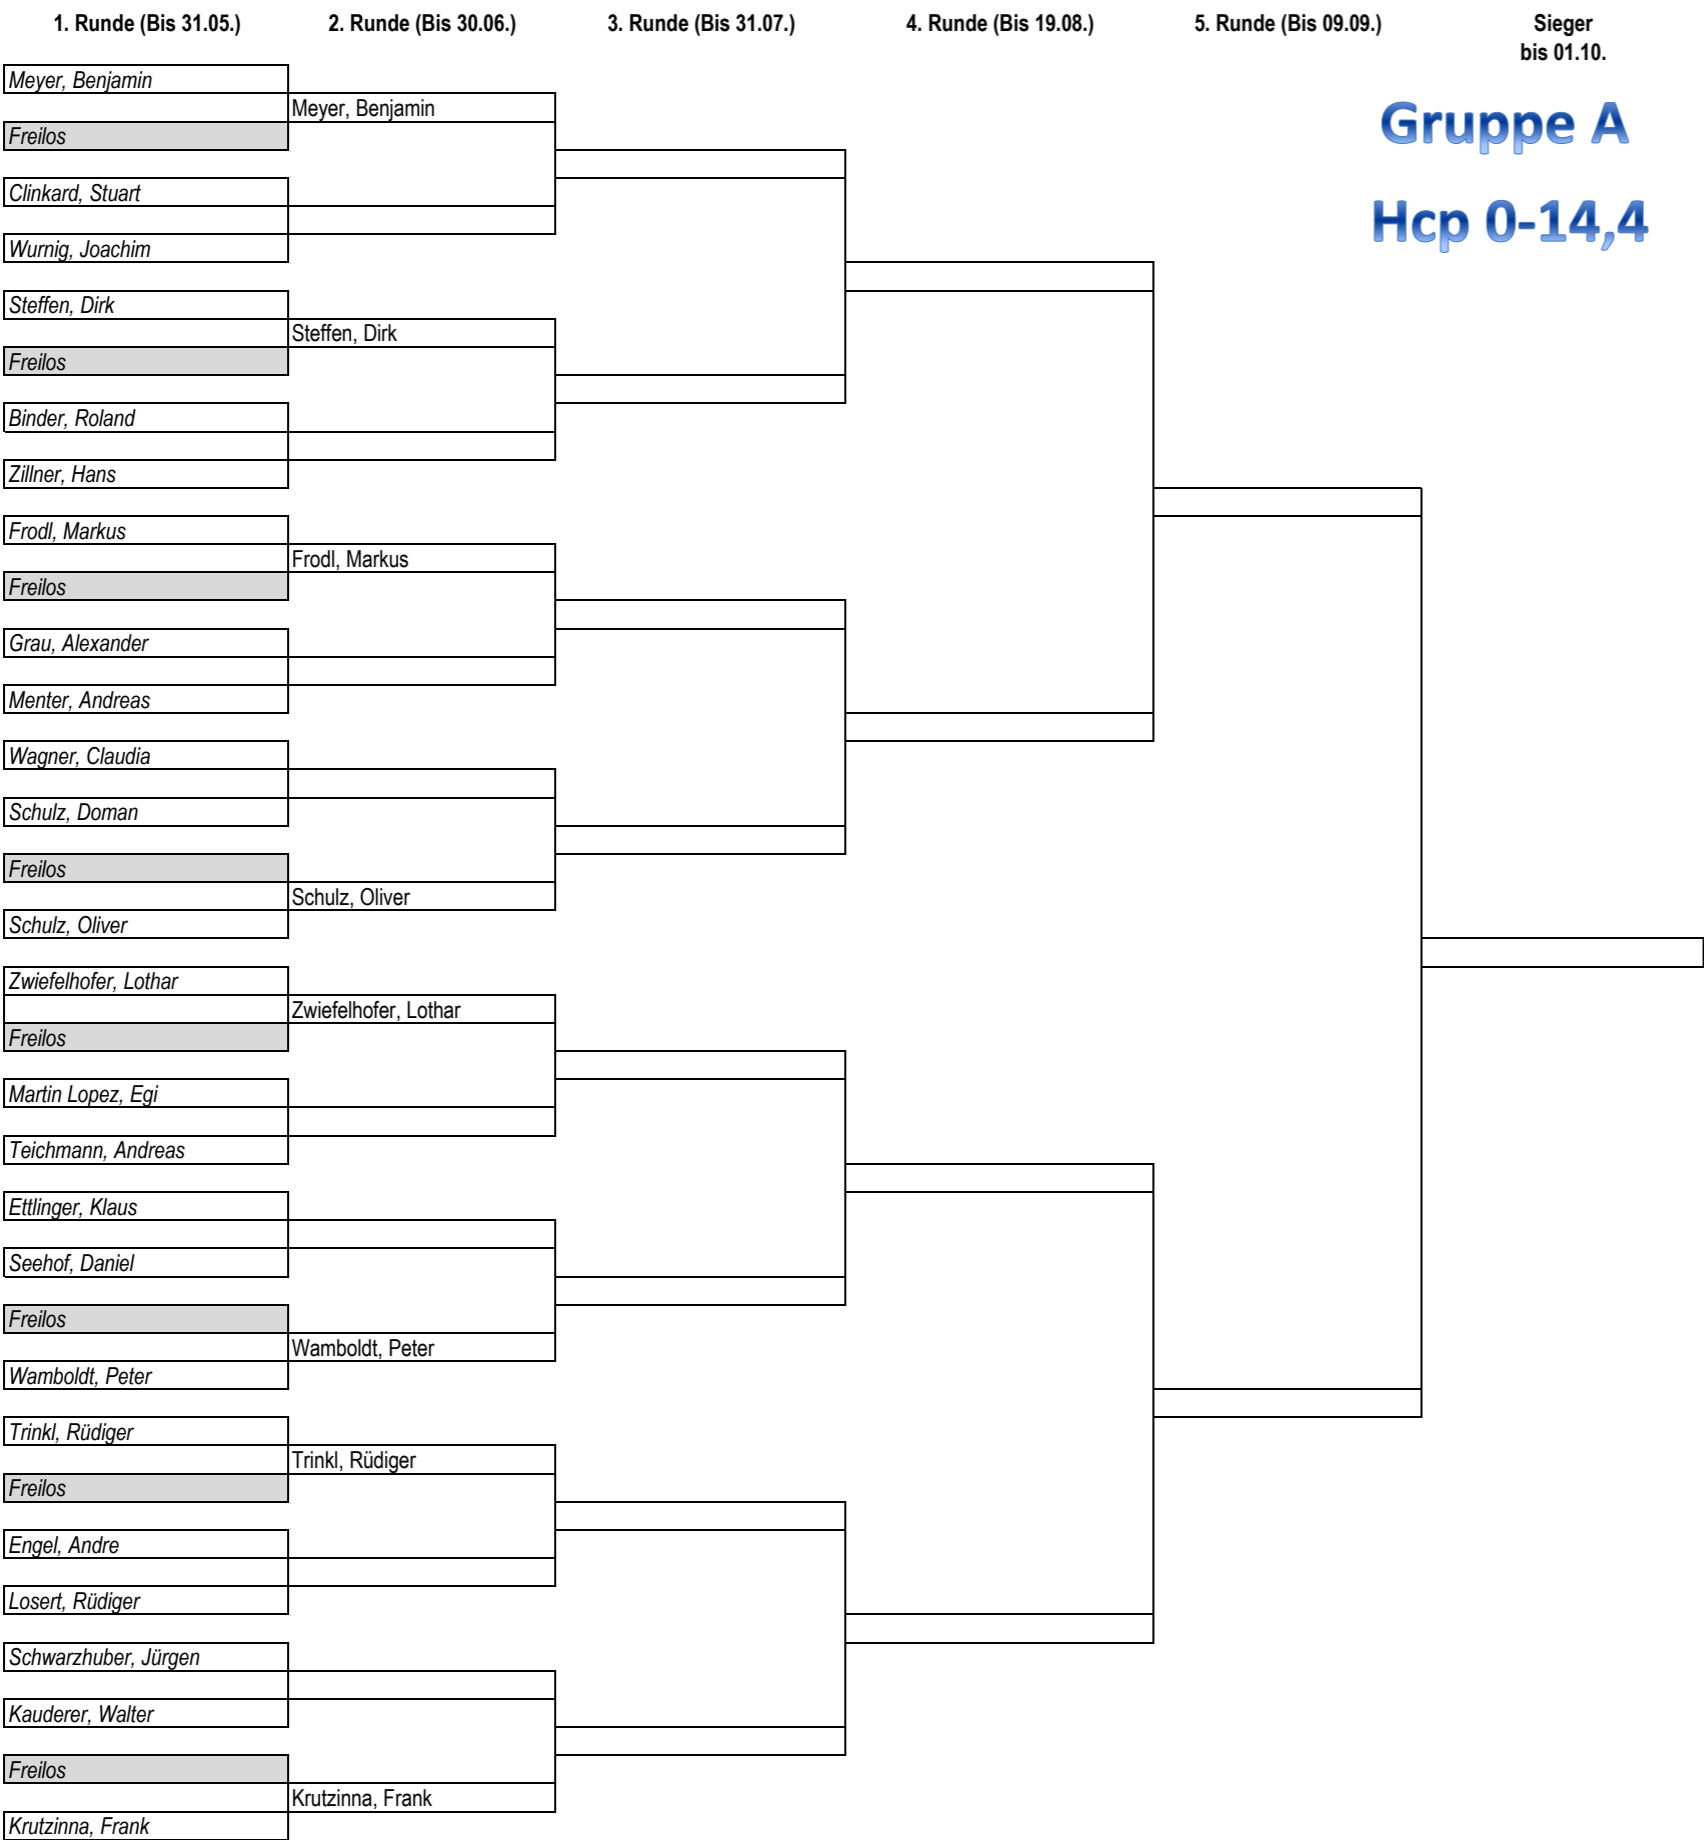 1. Runde (Bis 31.05.) 2. Runde (Bis 30.06.) 3. Runde (Bis 31.07.) 4. Runde (Bis 19.08.) 5. Runde (Bis 09.09.) Sieger
bis 01.10.
Gruppe A
Hcp 0-14,4
Meyer, Benjamin
Meyer, Benjamin
Freilos
Clinkard, Stuart
Wurnig, Joachim
Steffen, Dirk
Steffen, Dirk
Freilos
Binder, Roland
Zillner, Hans
Frodl, Markus
Frodl, Markus
Freilos
Grau, Alexander
Menter, Andreas
Wagner, Claudia
Schulz, Doman
Freilos
Schulz, Oliver
Schulz, Oliver
Zwiefelhofer, Lothar
Zwiefelhofer, Lothar
Freilos
Martin Lopez, Egi
Teichmann, Andreas
Ettlinger, Klaus
Seehof, Daniel
Freilos
Wamboldt, Peter
Wamboldt, Peter
Trinkl, Rüdiger
Trinkl, Rüdiger
Freilos
Engel, Andre
Losert, Rüdiger
Schwarzhuber, Jürgen
Kauderer, Walter
Freilos
Krutzinna, Frank
Krutzinna, Frank